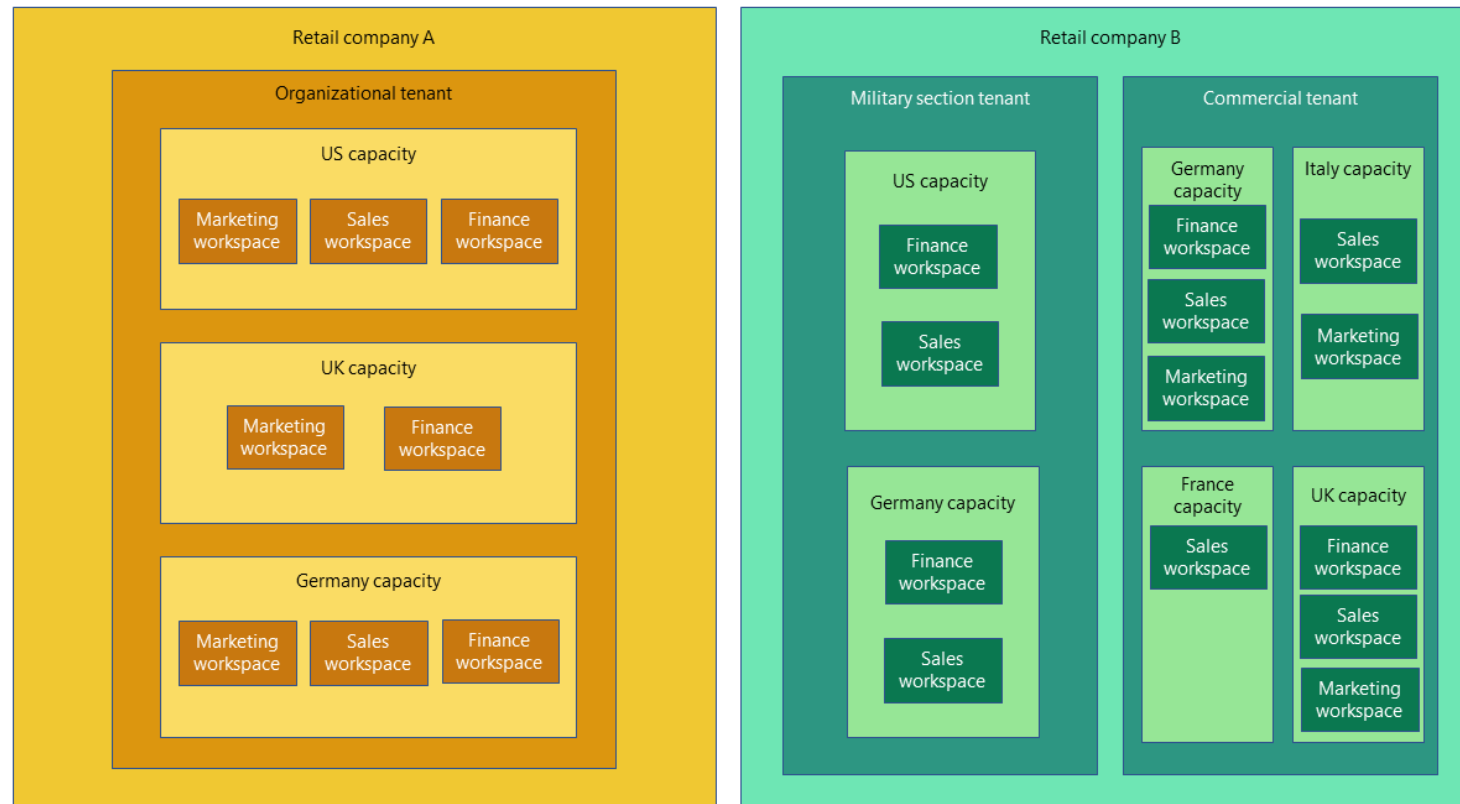 Retail company A
Organizational tenant
US capacity
Marketing
workspace
Sales
workspace
Finance
workspace
UK capacity
Marketing
workspace
Finance
workspace
Germany capacity
Marketing
workspace
Sales
workspace
Finance
workspace
Retail company B
Military section tenant
US capacity
Finance
workspace
Sales
workspace
Germany capacity
Finance
workspace
Sales
workspace
Commercial tenant
Germany
capacity
Finance
workspace
Sales
workspace
Marketing
workspace
Italy capacity
Sales
workspace
Marketing
workspace
France
capacity
Sales
workspace
UK capacity
Finance
workspace
Sales
workspace
Marketing
workspace